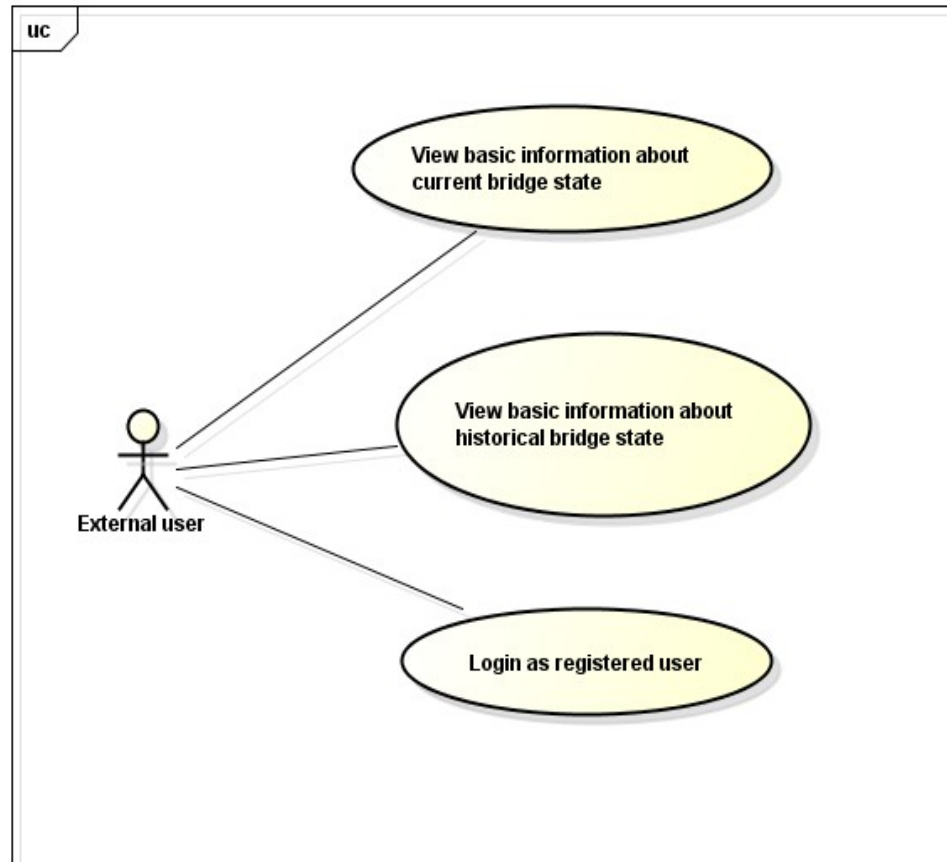 uc
View basic information about
current bridge state
View basic information about
historical bridge state
External user
Login as registered user